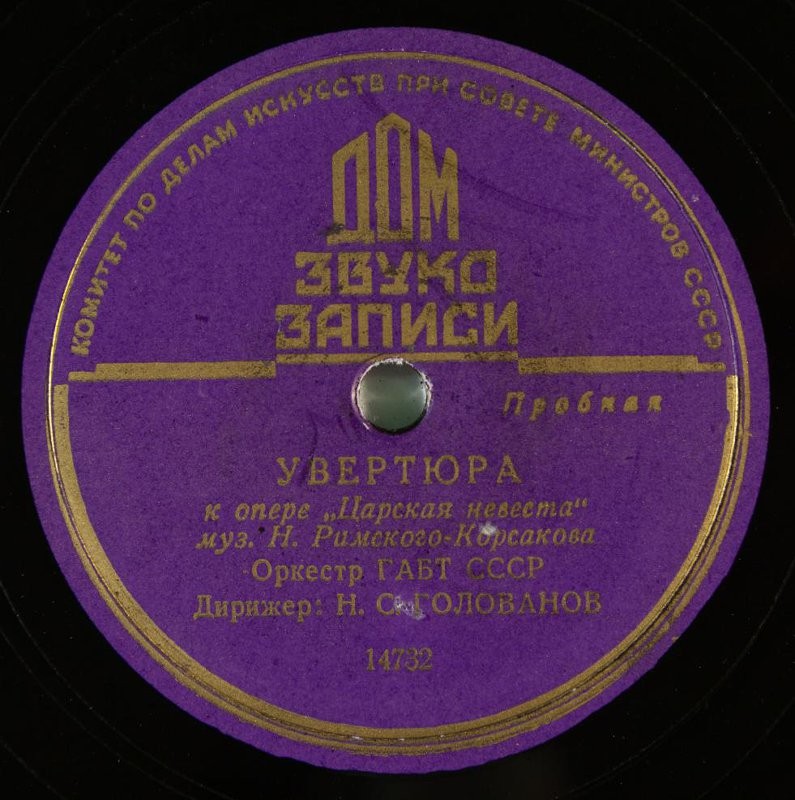 КОМИТЕТ ПО ДЕЛАМ ИСКУССТВ ПРИ СОВЕТЕ МИНИСТРОВ СССР
ДОМ
ЗВУКО
ЗАПИСИ
Пробная
УВЕРТЮРА
к опере „Царская невеста“
муз. Н. Римского-Корсакова
Оркестр ГАБТ СССР
Дирижер: Н. С. ГОЛОВАНОВ
14732